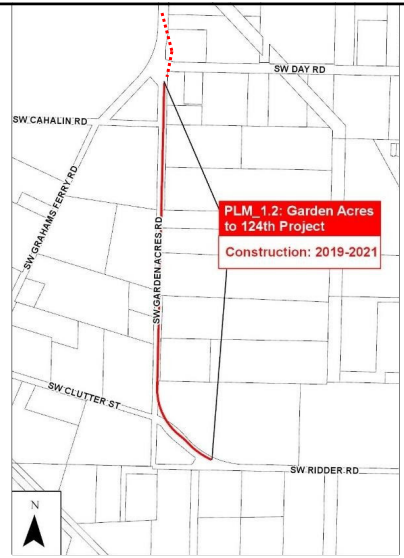 SW DAY RD
SW CAHALIN RD
SW GRAHAMS FERRY RD
SW GARDEN ACRES RD
PLM_1.2: Garden Acres
to 124th Project
Construction: 2019-2021
SW CLUTTER ST
SW RIDDER RD
N